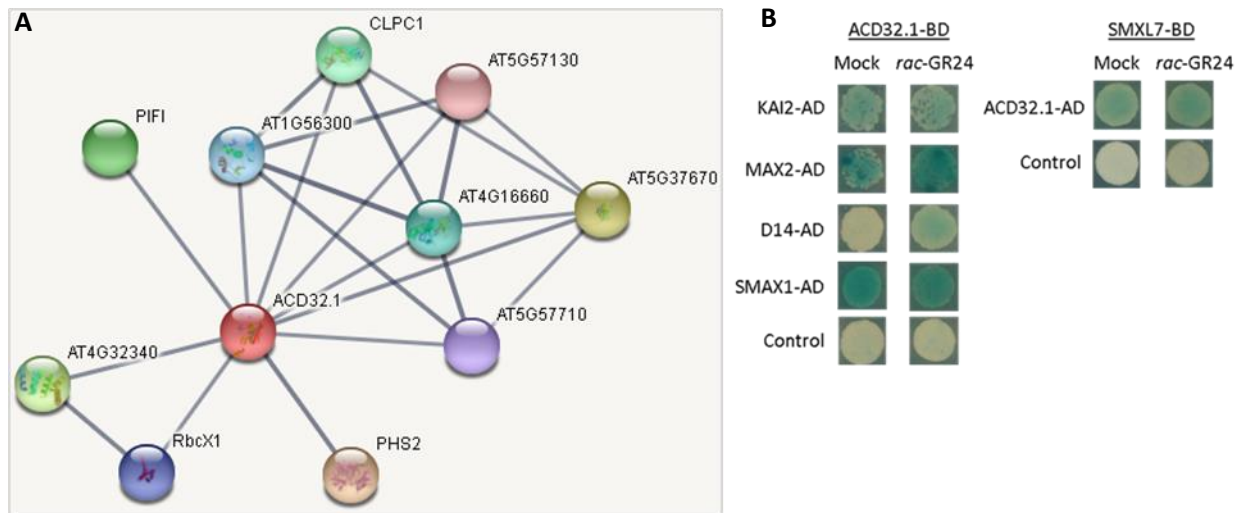 A
CLPC1
AT5G57130
PIFI
AT1G56300
AT5G37670
AT4G16660
ACD32.1
AT5G57710
AT4G32340
RbcX1
PHS2
B
ACD32.1-BD
Mock rac-GR24
KAI2-AD
MAX2-AD
D14-AD
SMAX1-AD
Control
SMXL7-BD
Mock rac-GR24
ACD32.1-AD
Control